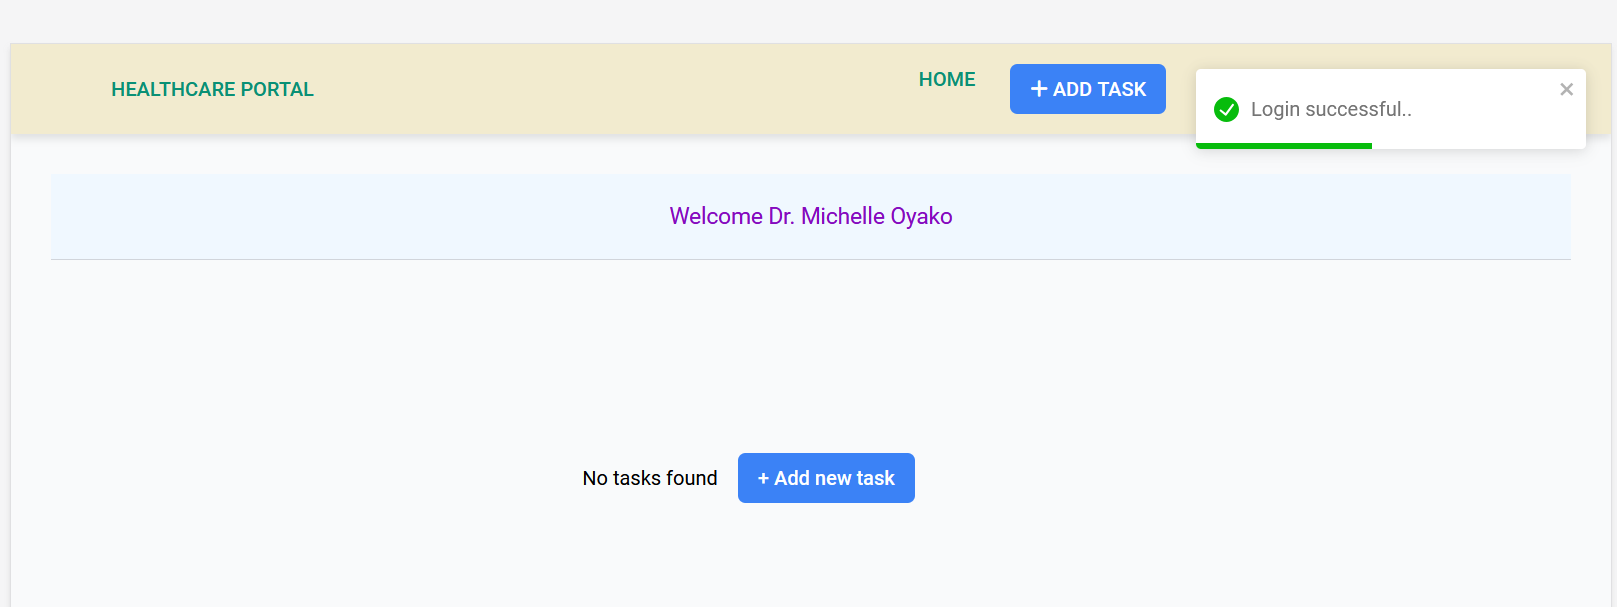 HEALTHCARE PORTAL
HOME
+ ADD TASK
Login successful..
Welcome Dr. Michelle Oyako
No tasks found
+ Add new task